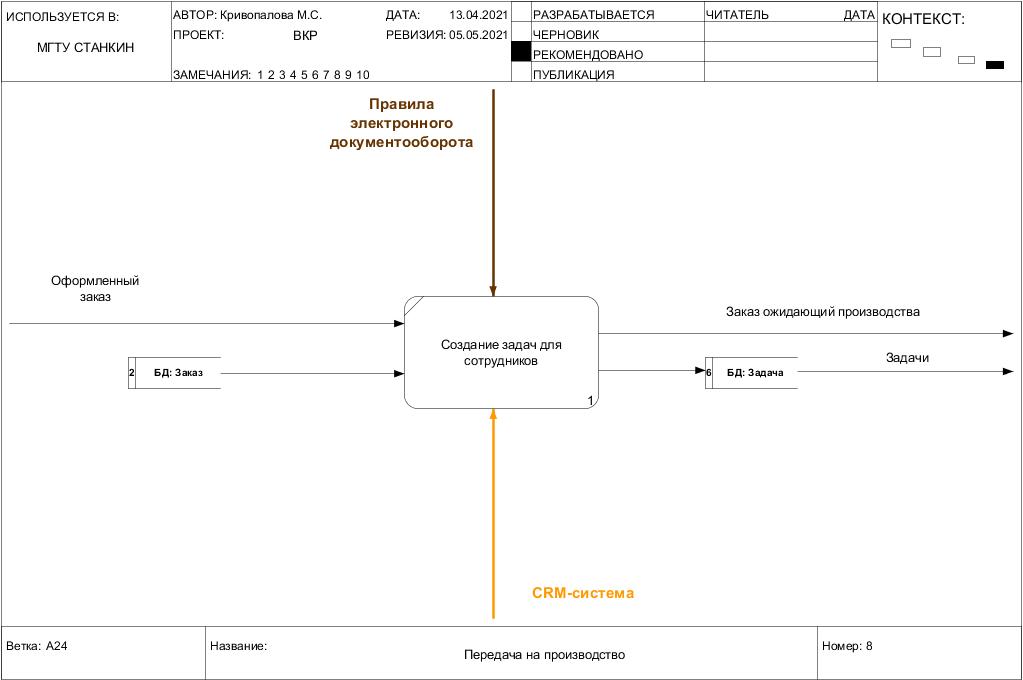 ИСПОЛЬЗУЕТСЯ В:
МГТУ СТАНКИН
АВТОР: Кривопалова М.С.
ДАТА: 13.04.2021
ПРОЕКТ: ВКР
РЕВИЗИЯ: 05.05.2021
ЗАМЕЧАНИЯ: 1 2 3 4 5 6 7 8 9 10
РАЗРАБАТЫВАЕТСЯ
ЧЕРНОВИК
РЕКОМЕНДОВАНО
ПУБЛИКАЦИЯ
ЧИТАТЕЛЬ ДАТА
КОНТЕКСТ:
Правила
электронного
документооборота
Оформленный
заказ
2 БД: Заказ
Создание задач для
сотрудников
1
Заказ ожидающий производства
6 БД: Задача
Задачи
CRM-система
Ветка: A24
Название:
Передача на производство
Номер: 8